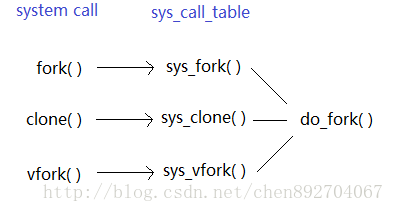 system call sys_call_table
fork( ) sys_fork( )
clone( ) sys_clone( ) do_fork( )
vfork( ) sys_vfork( )
http://blog.csdn.net/chen892704067